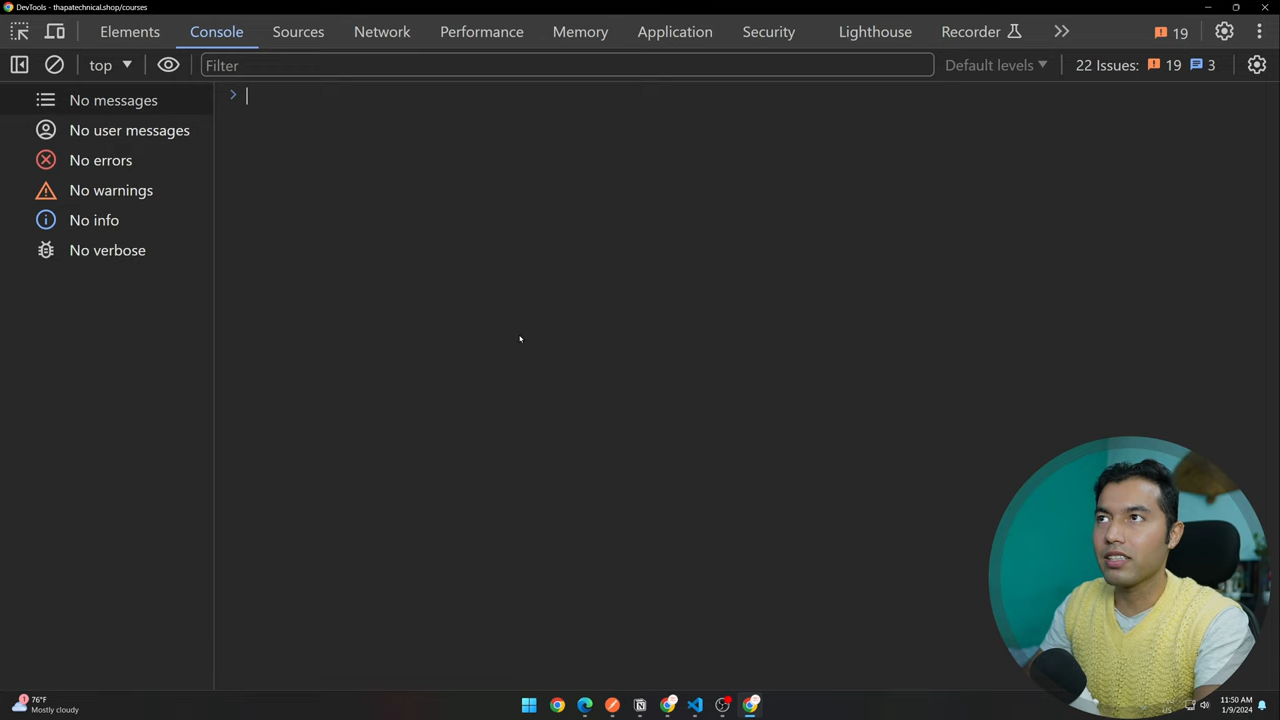 DevTools - thapatechnical.shop/courses
Elements Console Sources Network Performance Memory Application Security Lighthouse Recorder 19
top Filter Default levels 22 Issues: 19 3
No messages
No user messages
No errors
No warnings
No info
No verbose
76°F
Mostly cloudy
1
US
11:50 AM
1/9/2024